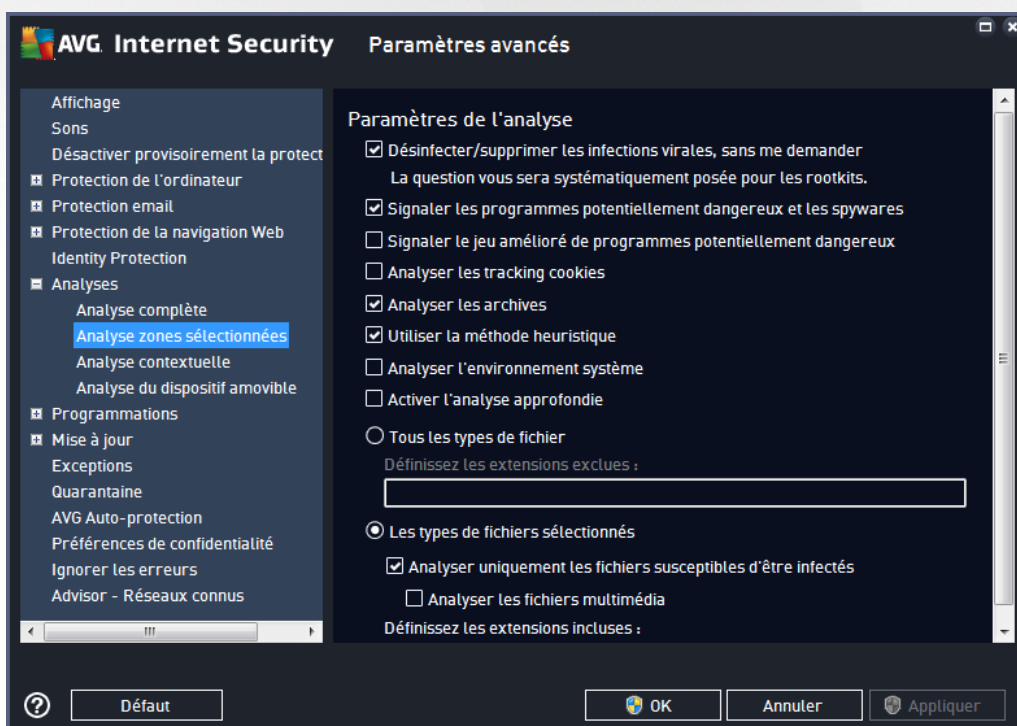 AVG. Internet Security Paramètres avancés
Affichage
Sons
Désactiver provisoirement la protect
Protection de l'ordinateur
Protection email
Protection de la navigation Web
Identity Protection
Analyses
Analyse complète
Analyse zones sélectionnées
Analyse contextuelle
Analyse du dispositif amovible
Programmations
Mise à jour
Exceptions
Quarantaine
AVG Auto-protection
Préférences de confidentialité
Ignorer les erreurs
Advisor - Réseaux connus
Paramètres de l'analyse
Désinfecter/supprimer les infections virales, sans me demander
La question vous sera systématiquement posée pour les rootkits.
Signaler les programmes potentiellement dangereux et les spywares
Signaler le jeu amélioré de programmes potentiellement dangereux
Analyser les tracking cookies
Analyser les archives
Utiliser la méthode heuristique
Analyser l'environnement système
Activer l'analyse approfondie
Tous les types de fichier
Définissez les extensions exclues :
Les types de fichiers sélectionnés
Analyser uniquement les fichiers susceptibles d'être infectés
Analyser les fichiers multimédia
Définissez les extensions incluses :
? Défaut OK Annuler Appliquer